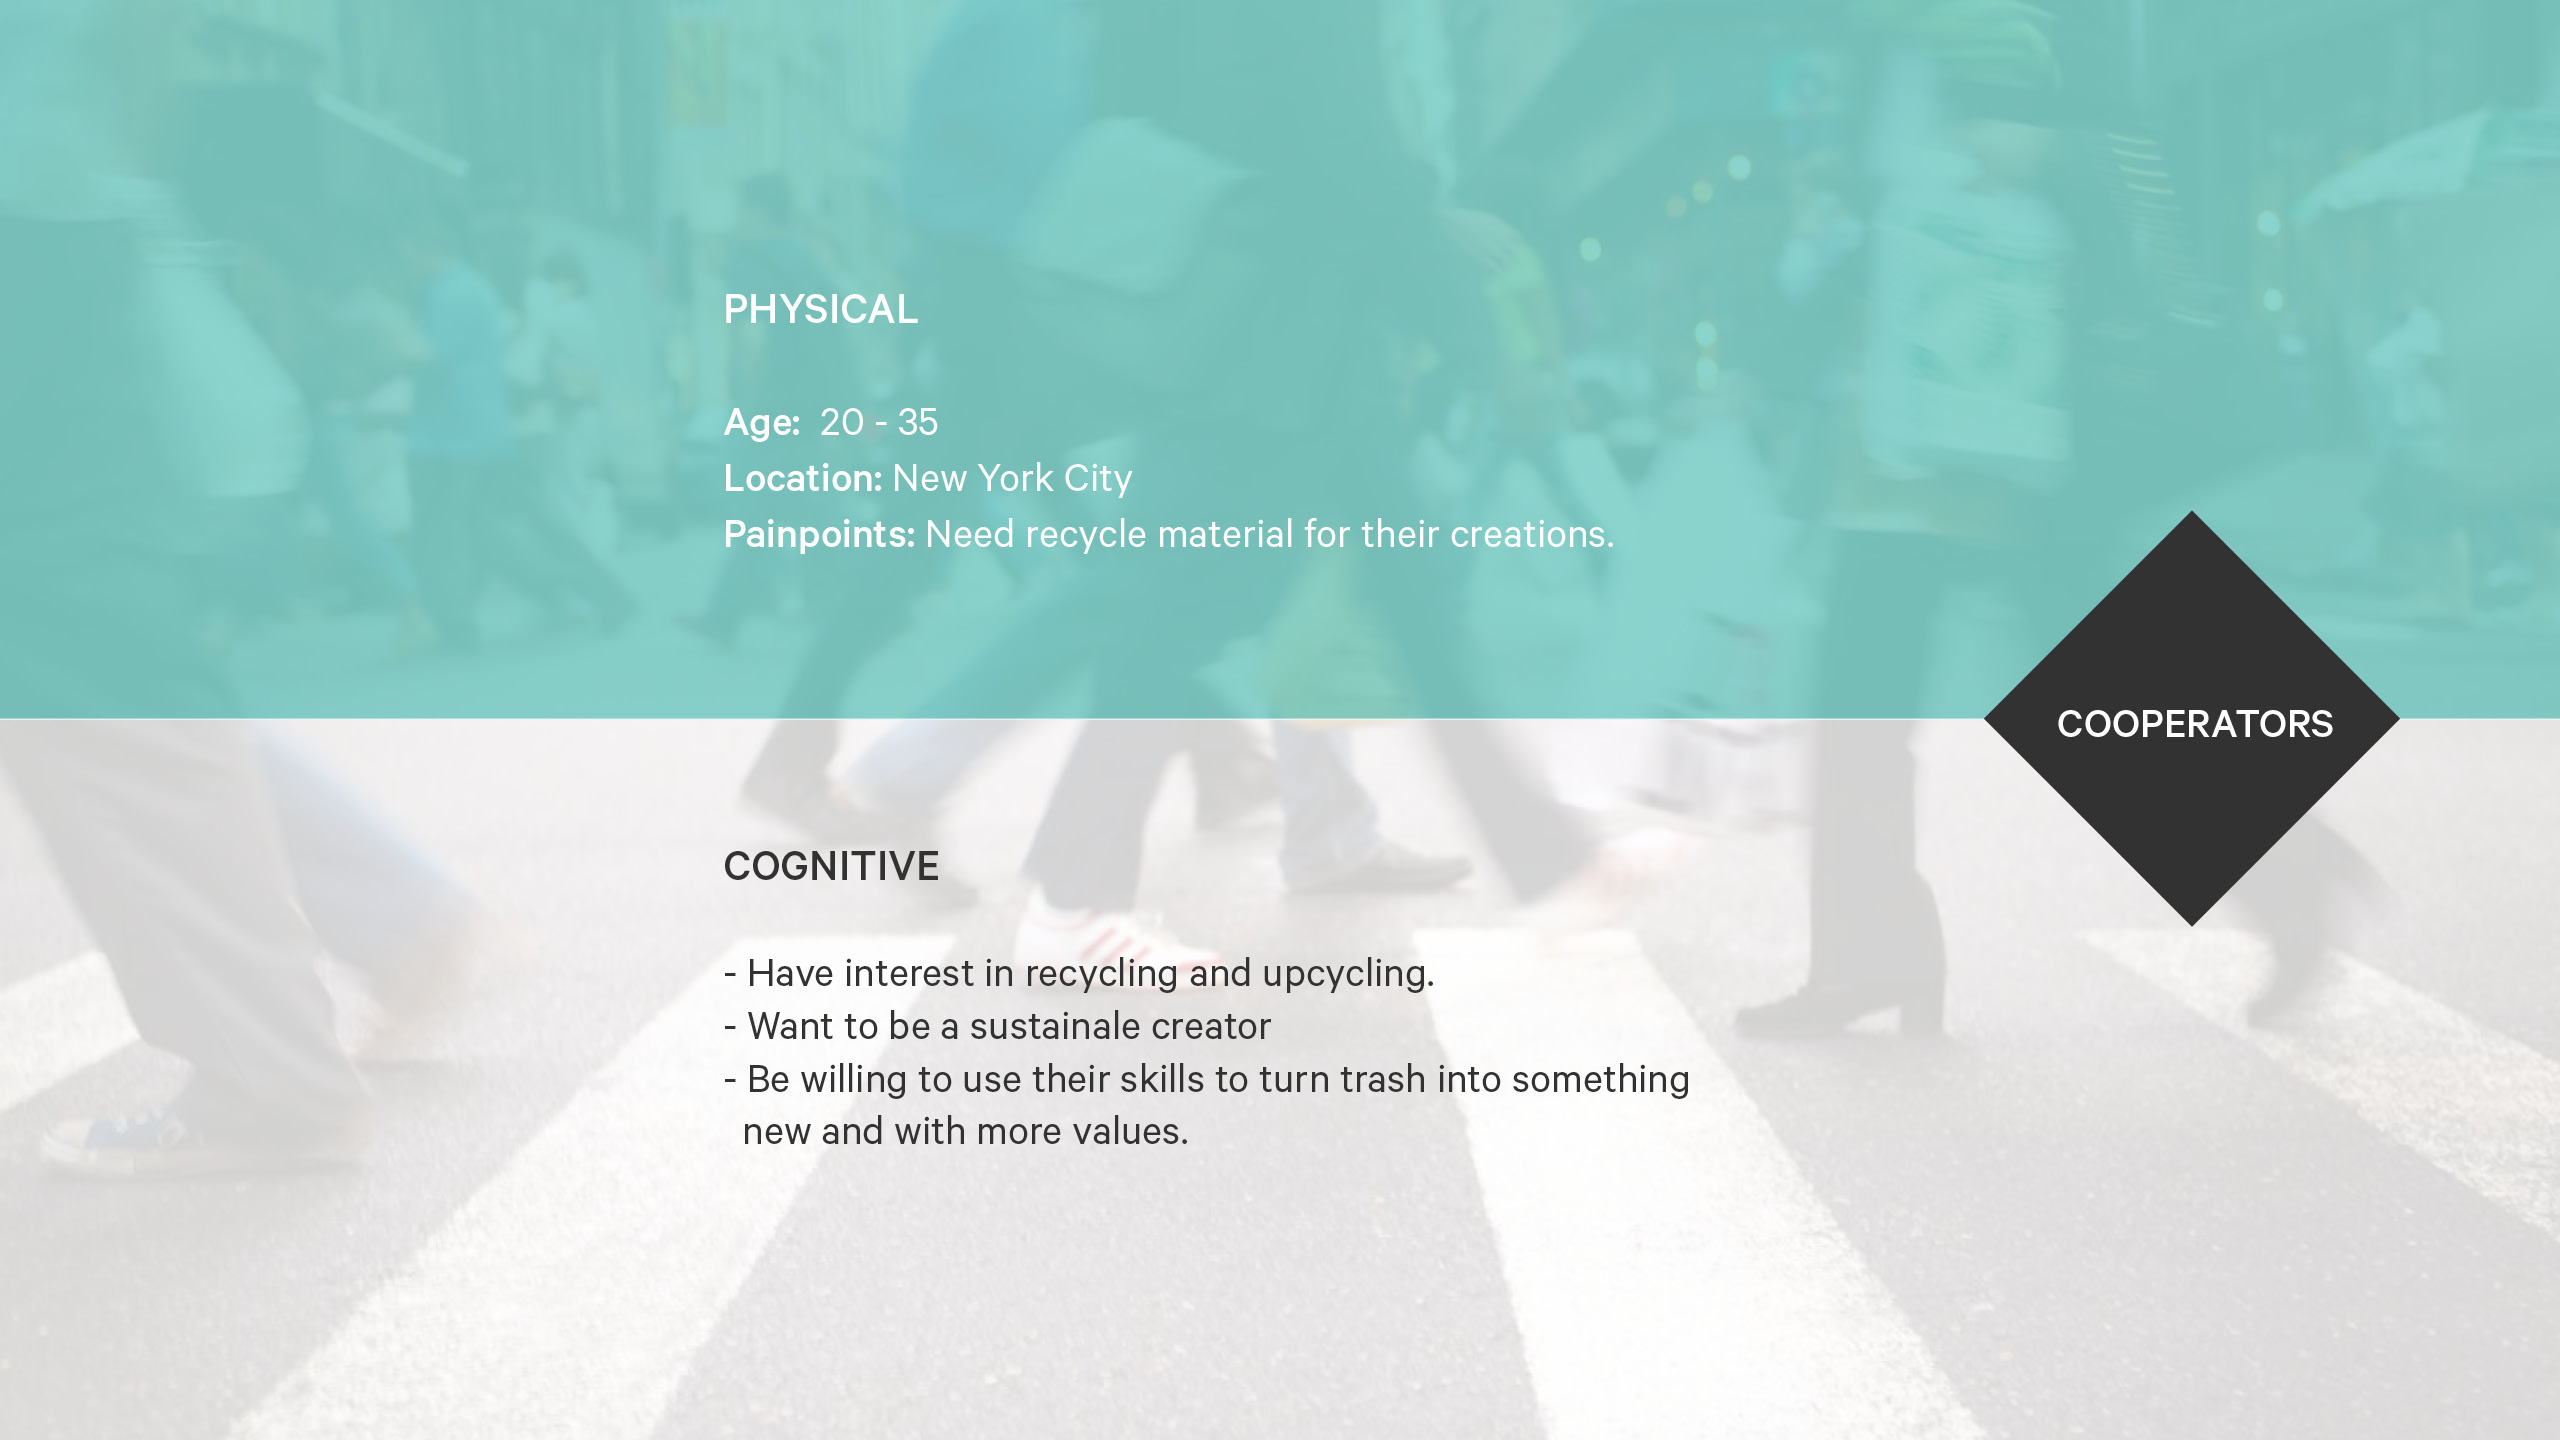 PHYSICAL
Age: 20 - 35
Location: New York City
Painpoints: Need recycle material for their creations.
COOPERATORS
COGNITIVE
- Have interest in recycling and upcycling.
- Want to be a sustainale creator
- Be willing to use their skills to turn trash into something
new and with more values.